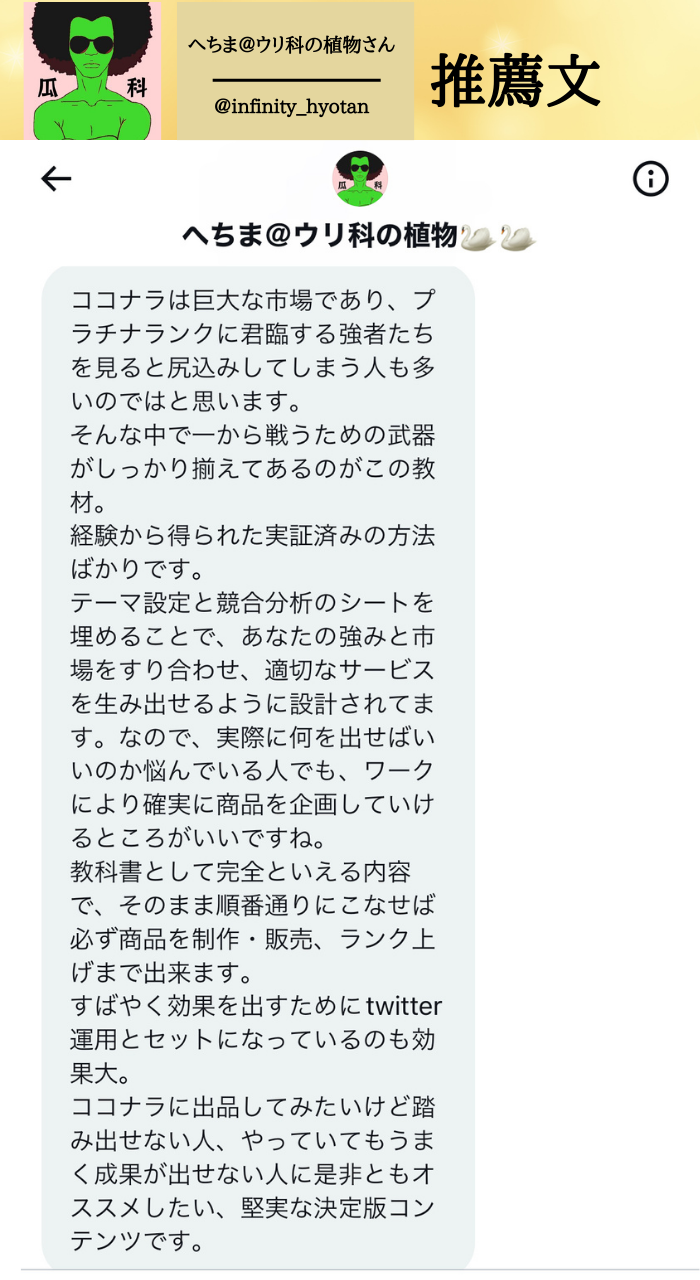 瓜 科
へちま@ウリ科の植物さん
@infinity_hyotan
推薦文
瓜 科
へちま@ウリ科の植物🦢🦢
ココナラは巨大な市場であり、プ
ラチナランクに君臨する強者たち
を見ると尻込みしてしまう人も多
いのではと思います。
そんな中で一から戦うための武器
がしっかり揃えてあるのがこの教
材。
経験から得られた実証済みの方法
ばかりです。
テーマ設定と競合分析のシートを
埋めることで、あなたの強みと市
場をすり合わせ、適切なサービス
を生み出せるように設計されてま
す。なので、実際に何を出せばい
いのか悩んでいる人でも、ワーク
により確実に商品を企画していけ
るところがいいですね。
教科書として完全といえる内容
で、そのまま順番通りにこなせば
必ず商品を制作・販売、ランク上
げまで出来ます。
すばやく効果を出すためにtwitter
運用とセットになっているのも効
果大。
ココナラに出品してみたいけど踏
み出せない人、やっていてもうま
く成果が出せない人に是非ともオ
ススメしたい、堅実な決定版コン
テンツです。